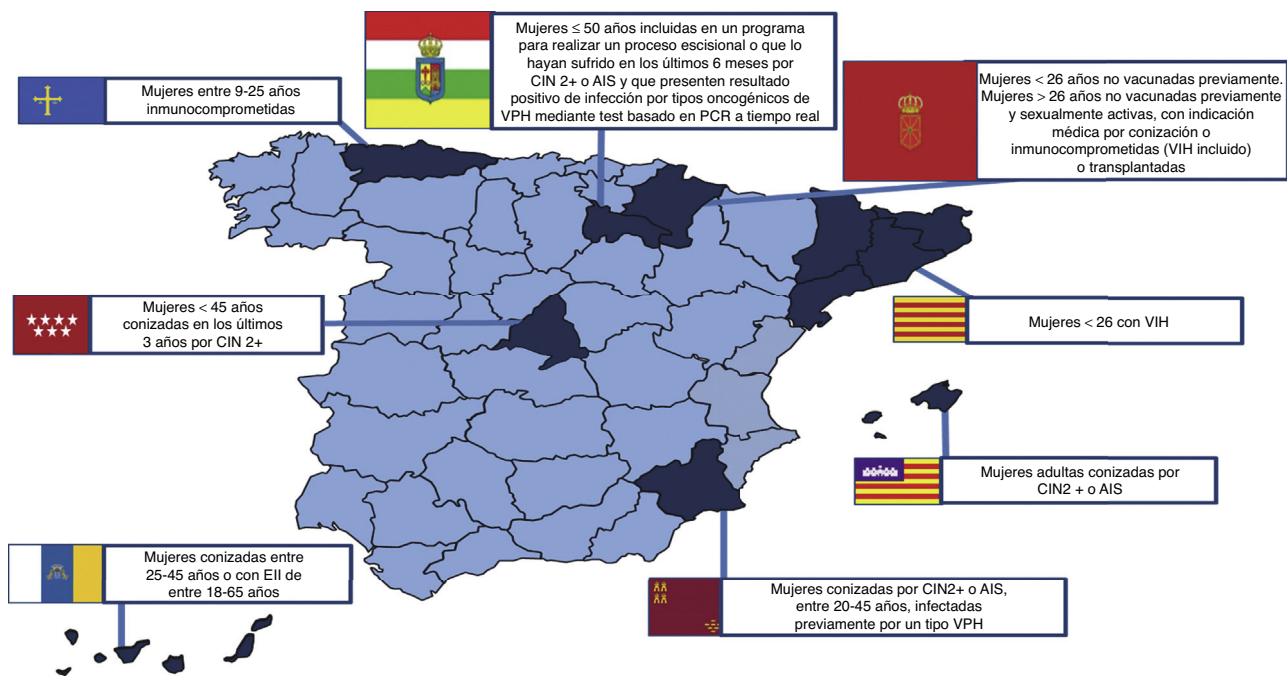 Mujeres ≤ 50 años incluidas en un programa
para realizar un proceso escisional o que lo
hayan sufrido en los últimos 6 meses por
CIN 2+ o AIS y que presenten resultado
positivo de infección por tipos oncogénicos de
VPH mediante test basado en PCR a tiempo real
Mujeres entre 9-25 años
inmunocomprometidas
Mujeres < 26 años no vacunadas previamente.
Mujeres > 26 años no vacunadas previamente
y sexualmente activas, con indicación
médica por conización o
inmunocomprometidas (VIH incluido)
o transplantadas
Mujeres < 45 años
conizadas en los últimos
3 años por CIN 2+
Mujeres < 26 con VIH
Mujeres adultas conizadas por
CIN2 + o AIS
Mujeres conizadas entre
25-45 años o con EII de
entre 18-65 años
Mujeres conizadas por CIN2+ o AIS,
entre 20-45 años, infectadas
previamente por un tipo VPH